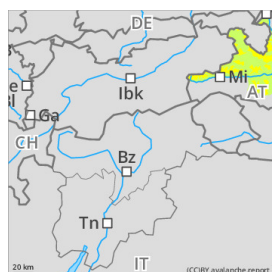 DE
Mi
Ibk
AT
Ga
CH
Bz
Tn
20 km
IT
(CC)BY avalanche.report